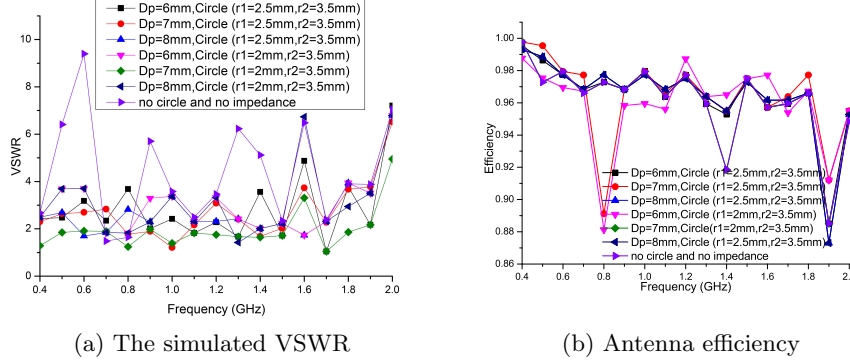 Dp=6mm,Circle (r1=2.5mm,r2=3.5mm)
Dp=7mm,Circle (r1=2.5mm,r2=3.5mm)
Dp=8mm,Circle (r1=2.5mm,r2=3.5mm)
Dp=6mm,Circle (r1=2mm,r2=3.5mm)
Dp=7mm,Circle (r1=2mm,r2=3.5mm)
Dp=8mm,Circle (r1=2.5mm,r2=3.5mm)
no circle and no impedance
10
8
6
4
2
0
VSWR
0.4 0.6 0.8 1.0 1.2 1.4 1.6 1.8 2.0
Frequency (GHz)
(a) The simulated VSWR
1.00
0.98
0.96
0.94
0.92
0.90
0.88
0.86
Efficiency
Dp=6mm,Circle (r1=2.5mm,r2=3.5mm)
Dp=7mm,Circle (r1=2.5mm,r2=3.5mm)
Dp=8mm,Circle (r1=2.5mm,r2=3.5mm)
Dp=6mm,Circle (r1=2mm,r2=3.5mm)
Dp=7mm,Circle(r1=2mm,r2=3.5mm)
Dp=8mm,Circle (r1=2.5mm,r2=3.5mm)
no circle and no impedance
0.4 0.6 0.8 1.0 1.2 1.4 1.6 1.8
Frequency (GHz)
(b) Antenna efficiency